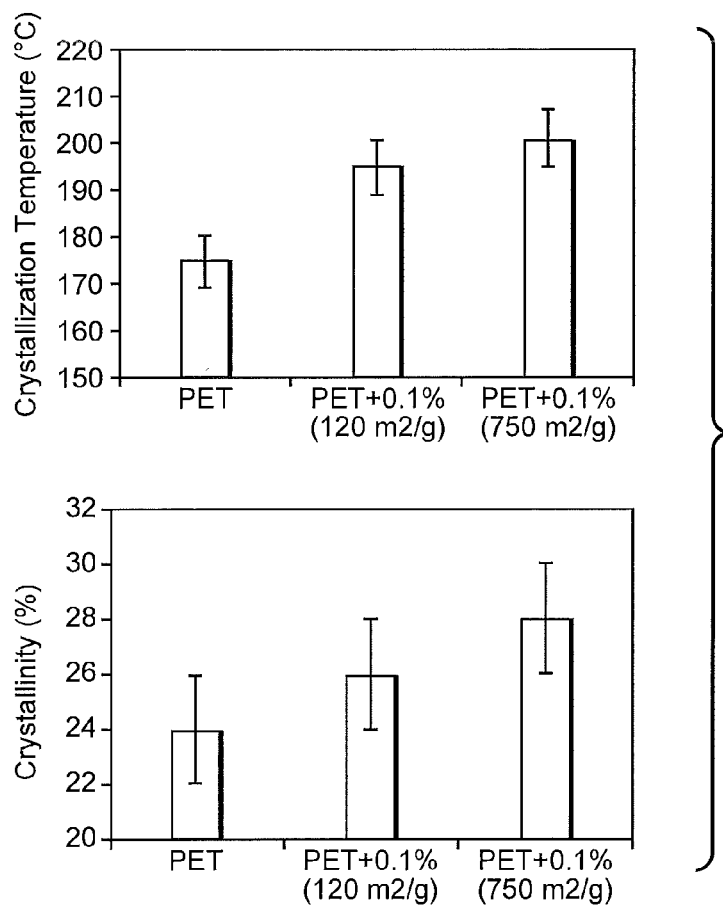 Crystallization Temperature (°C)
220
210
200
190
180
170
160
150
PET
PET+0.1%
(120 m2/g)
PET+0.1%
(750 m2/g)
Crystallinity (%)
32
30
28
26
24
22
20
PET
PET+0.1%
(120 m2/g)
PET+0.1%
(750 m2/g)